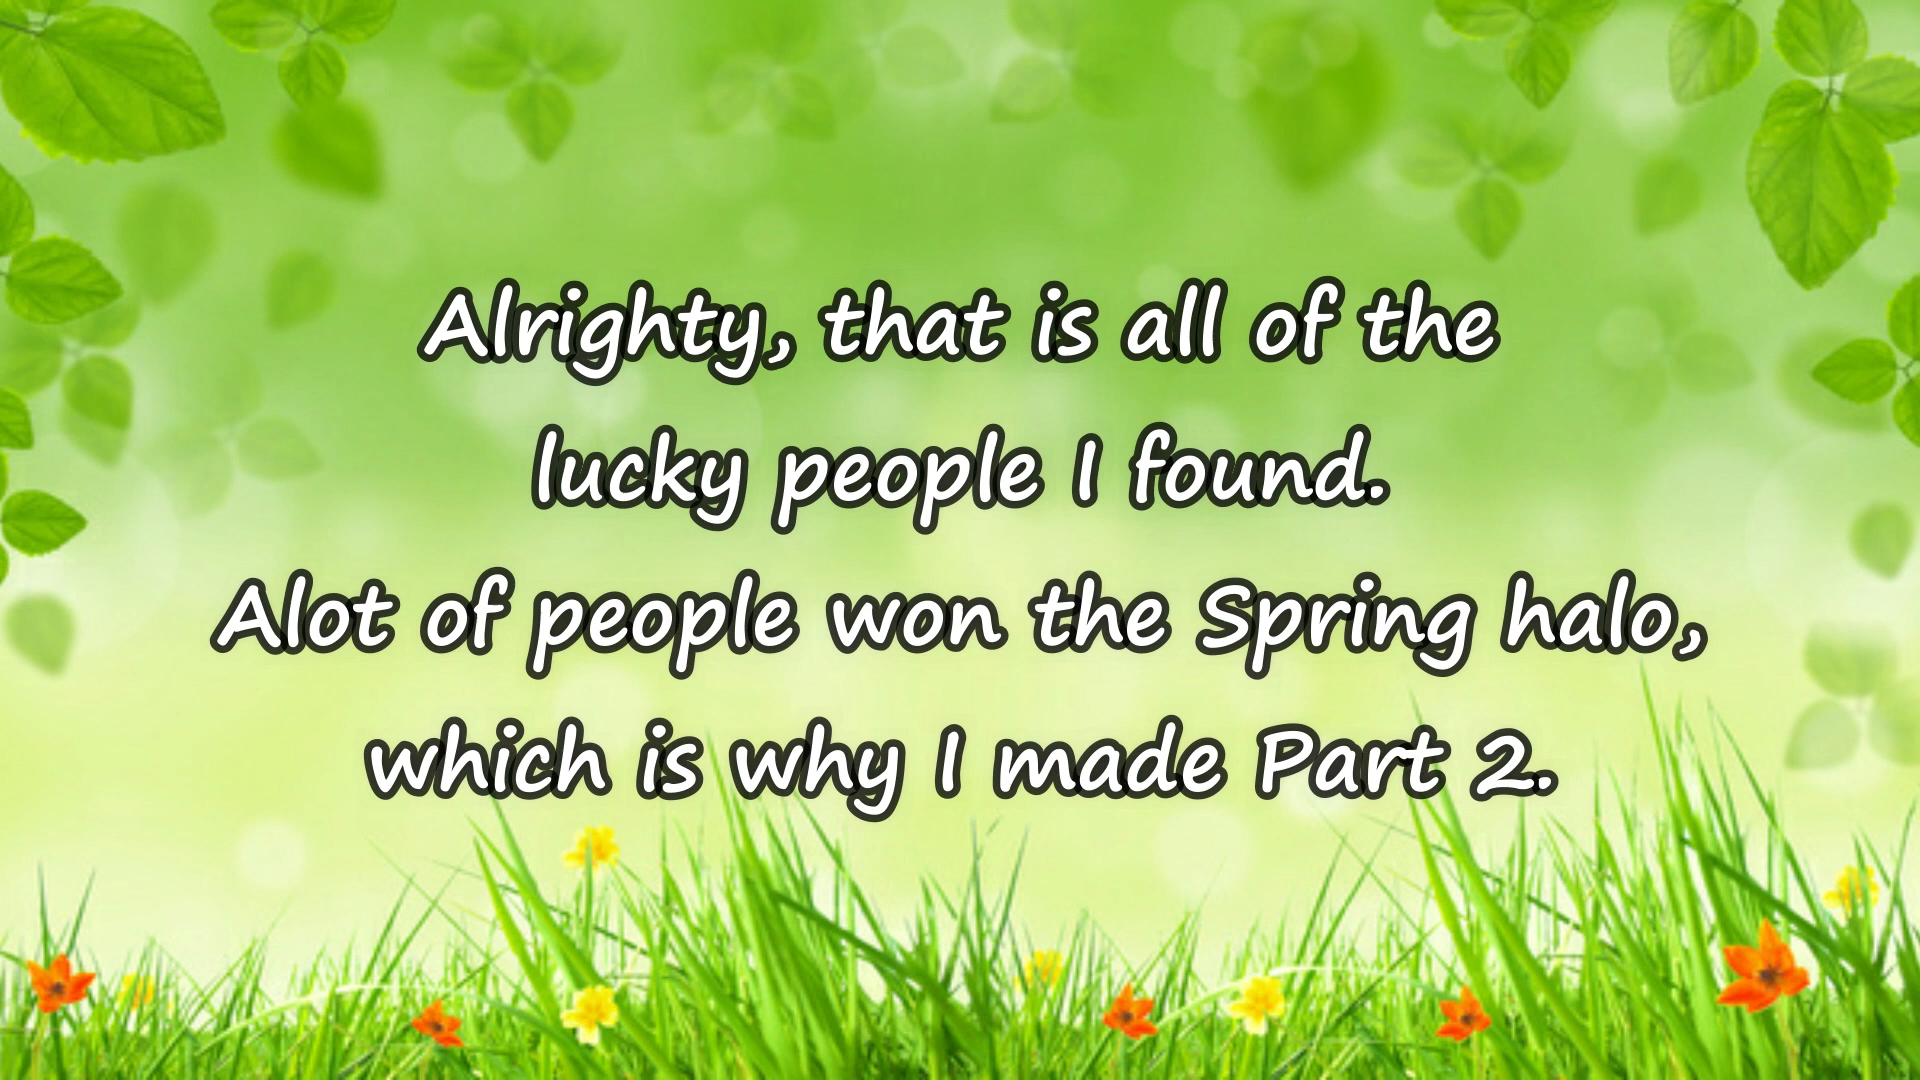 Alrighty, that is all of the
lucky people I found.
Alot of people won the Spring halo,
which is why I made Part 2.